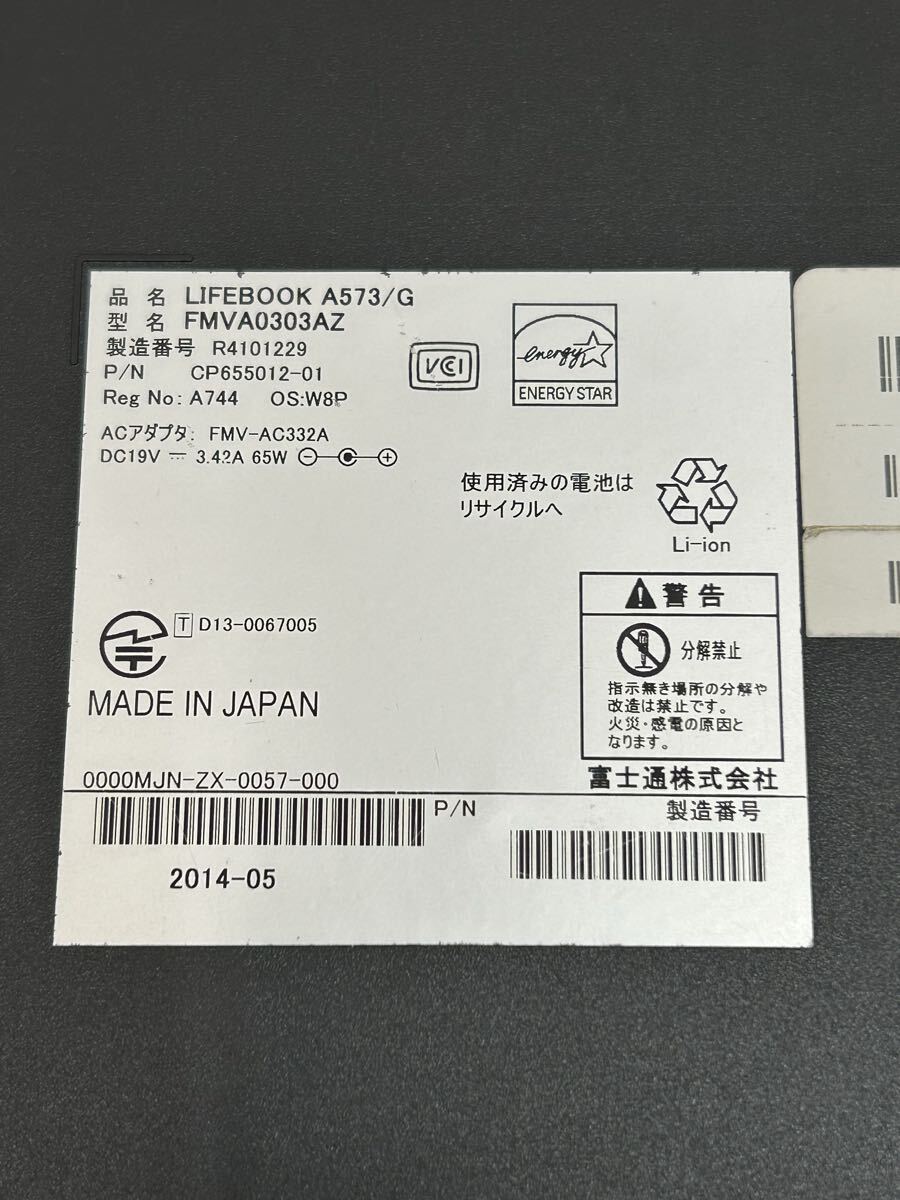 品 名 LIFEBOOK A573/G
型 名 FMVA0303AZ
製造番号 R4101229
P/N CP655012-01
Reg No: A744 OS:W8P
VCCI
energy
ENERGY STAR
ACアダプタ: FMV-AC332A
DC19V ⎓ 3.42A 65W
使用済みの電池は
リサイクルへ
Li-ion
警告
分解禁止
指示無き場所の分解や
改造は禁止です。
火災・感電の原因と
なります。
T D13-0067005
MADE IN JAPAN
0000MJN-ZX-0057-000
富士通株式会社
P/N
製造番号
2014-05